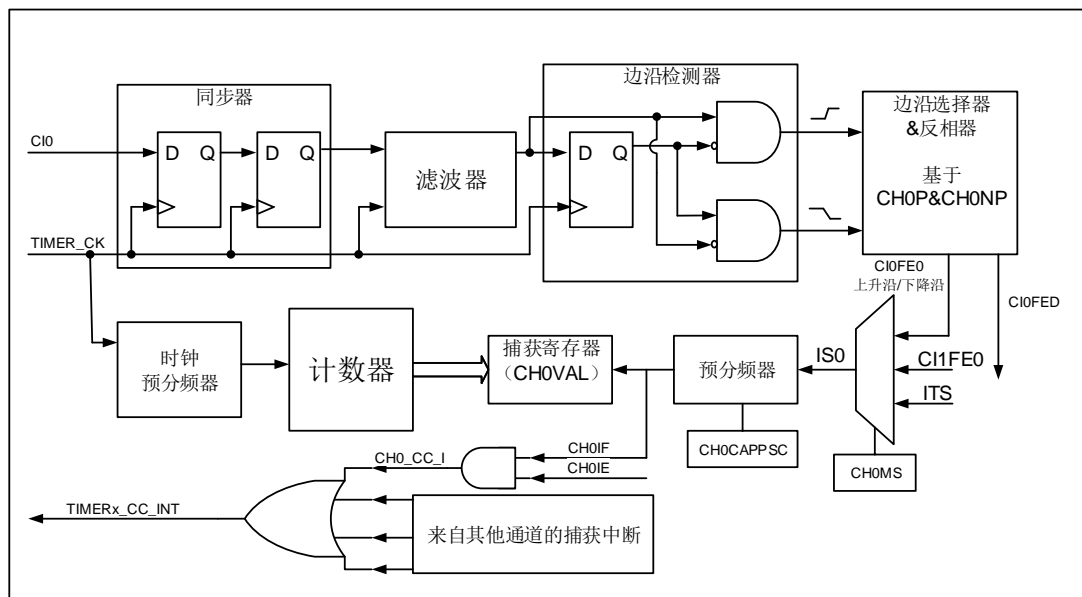 同步器
边沿检测器
CI0
D Q
D Q
滤波器
D Q
边沿选择器
&反相器
基于
CH0P&CH0NP
TIMER_CK
CI0FE0
上升沿/下降沿
CI0FED
时钟
预分频器
计数器
捕获寄存器
（CH0VAL）
预分频器
IS0
CI1FE0
ITS
CH0CAPPSC
CH0MS
CH0_CC_I
CH0IF
CH0IE
TIMERx_CC_INT
来自其他通道的捕获中断